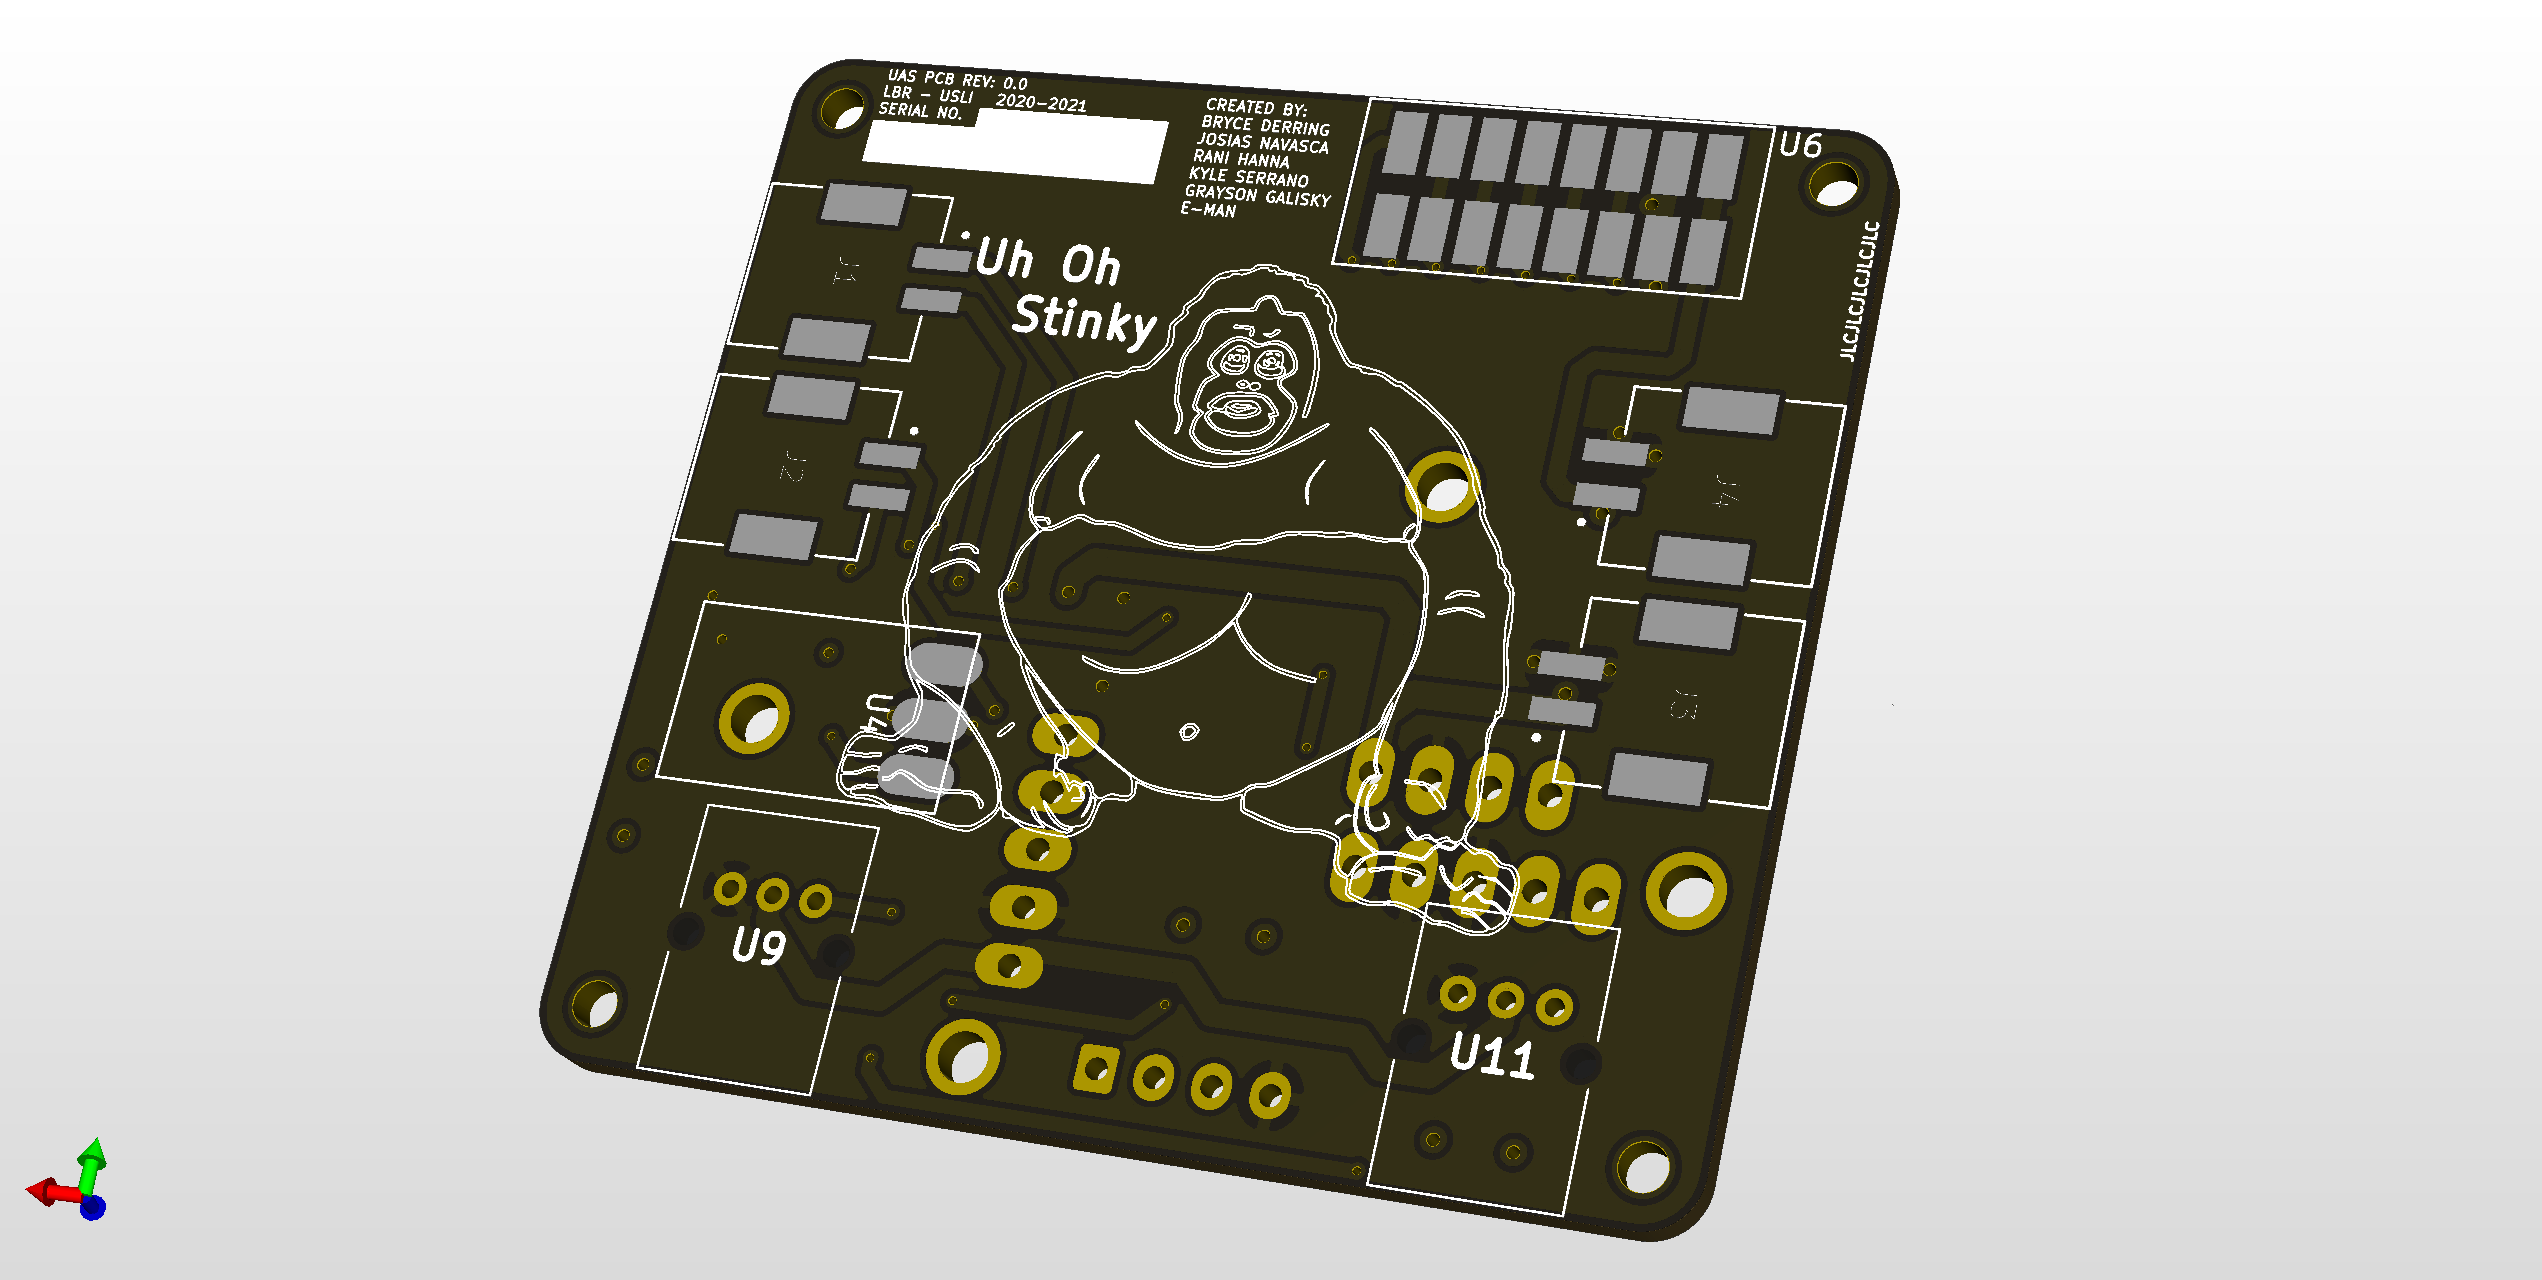 UAS PCB REV: 0.0
LBR - USLI 2020-2021
SERIAL NO.
CREATED BY:
BRYCE DERRING
JOSIAS NAVASCA
RANI HANNA
KYLE SERRANO
GRAYSON GALISKY
E-MAN
U6
JLCJLCJLCJLC
Uh Oh
Stinky
J1
J2
J4
J3
U4
U9
U11